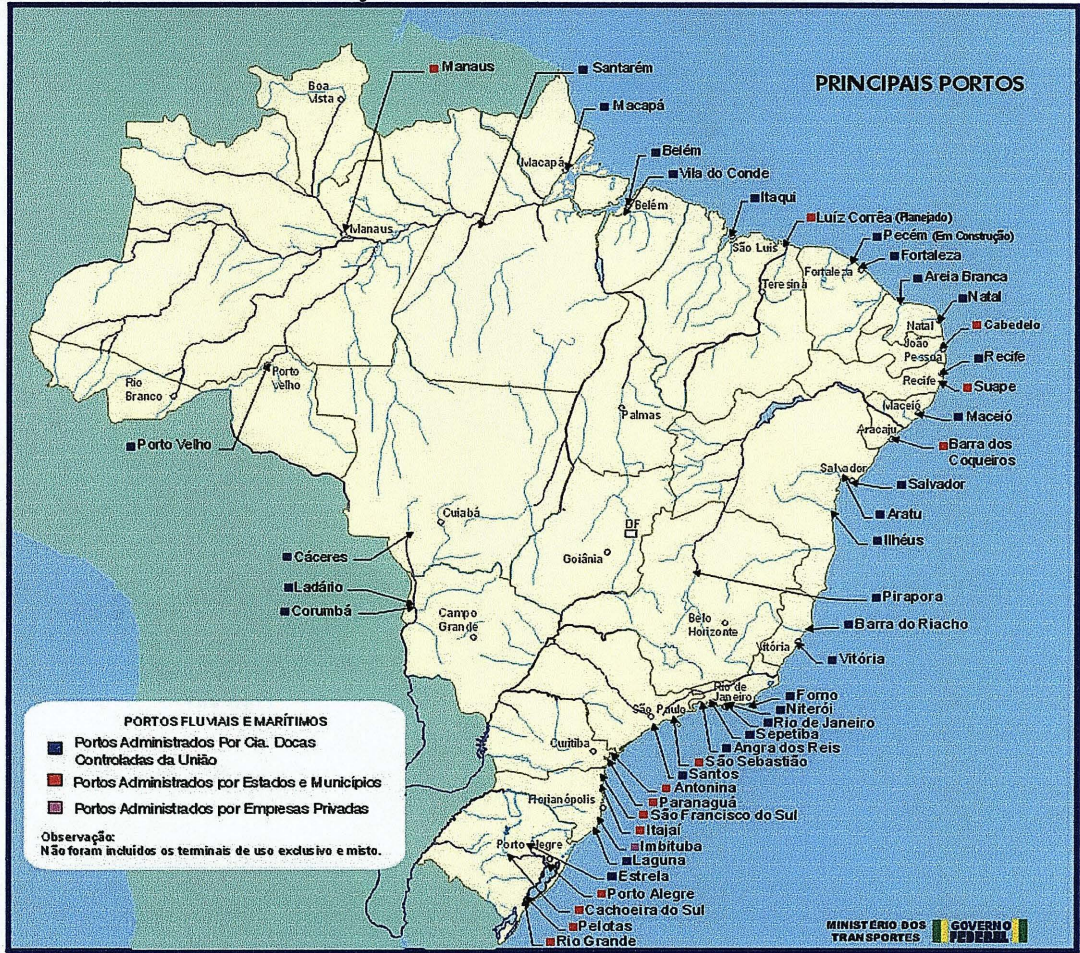 PRINCIPAIS PORTOS
Manaus
Santarém
Macapá
Belém
Vila do Conde
Itaqui
Luíz Corrêa (Planejado)
Pecém (Em Construção)
Fortaleza
Areia Branca
Natal
Cabedelo
Recife
Suape
Maceió
Barra dos
Coqueiros
Salvador
Aratu
Ilhéus
Pirapora
Barra do Riacho
Vitória
Forno
Niterói
Rio de Janeiro
Sepetiba
Angra dos Reis
São Sebastião
Santos
Antonina
Paranaguá
São Francisco do Sul
Itajaí
Imbituba
Laguna
Estrela
Porto Alegre
Cachoeira do Sul
Pelotas
Rio Grande
Porto Velho
Cáceres
Ladário
Corumbá
Boa
Vista
Macapá
Manaus
Belém
São Luis
Teresina
Fortaleza
Natal
João
Pessoa
Recife
Maceió
Aracaju
Salvador
Palmas
Porto
Velho
Rio
Branco
Cuiabá
DF
Goiânia
Campo
Grande
Belo
Horizonte
Vitória
Rio de
Janeiro
São Paulo
Curitiba
Florianópolis
Porto Alegre
PORTOS FLUVIAIS E MARÍTIMOS
Portos Administrados Por Cia. Docas
Controladas da União
Portos Administrados por Estados e Municípios
Portos Administrados por Empresas Privadas
Observação:
Não foram incluidos os terminais de uso exclusivo e misto.
MINISTÉRIO DOS
TRANSPORTES
GOVERNO
FEDERAL